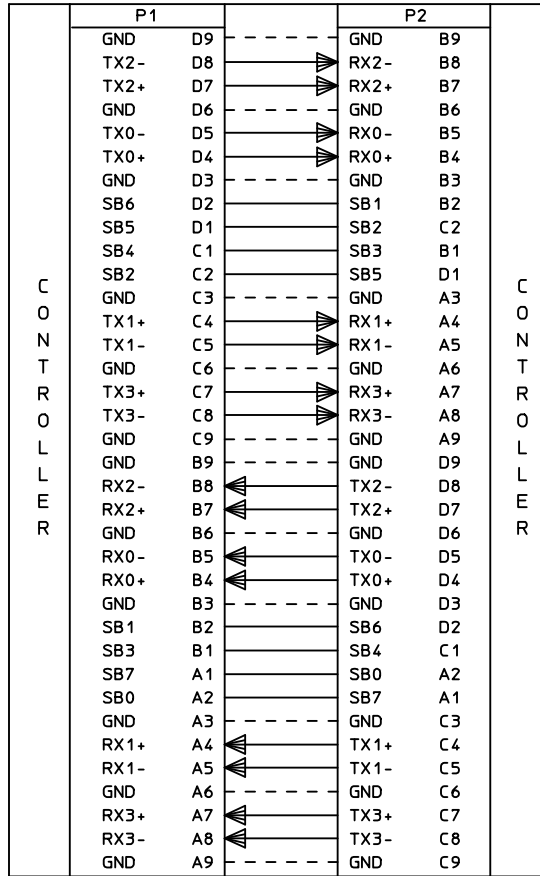 P1 P2
GND D9 GND B9
TX2- D8 RX2- B8
TX2+ D7 RX2+ B7
GND D6 GND B6
TX0- D5 RX0- B5
TX0+ D4 RX0+ B4
GND D3 GND B3
SB6 D2 SB1 B2
SB5 D1 SB2 C2
SB4 C1 SB3 B1
SB2 C2 SB5 D1
GND C3 GND A3
TX1+ C4 RX1+ A4
TX1- C5 RX1- A5
GND C6 GND A6
TX3+ C7 RX3+ A7
TX3- C8 RX3- A8
GND C9 GND A9
GND B9 GND D9
RX2- B8 TX2- D8
RX2+ B7 TX2+ D7
GND B6 GND D6
RX0- B5 TX0- D5
RX0+ B4 TX0+ D4
GND B3 GND D3
SB1 B2 SB6 D2
SB3 B1 SB4 C1
SB7 A1 SB0 A2
SB0 A2 SB7 A1
GND A3 GND C3
RX1+ A4 TX1+ C4
RX1- A5 TX1- C5
GND A6 GND C6
RX3+ A7 TX3+ C7
RX3- A8 TX3- C8
GND A9 GND C9
CONTROLLER
CONTROLLER